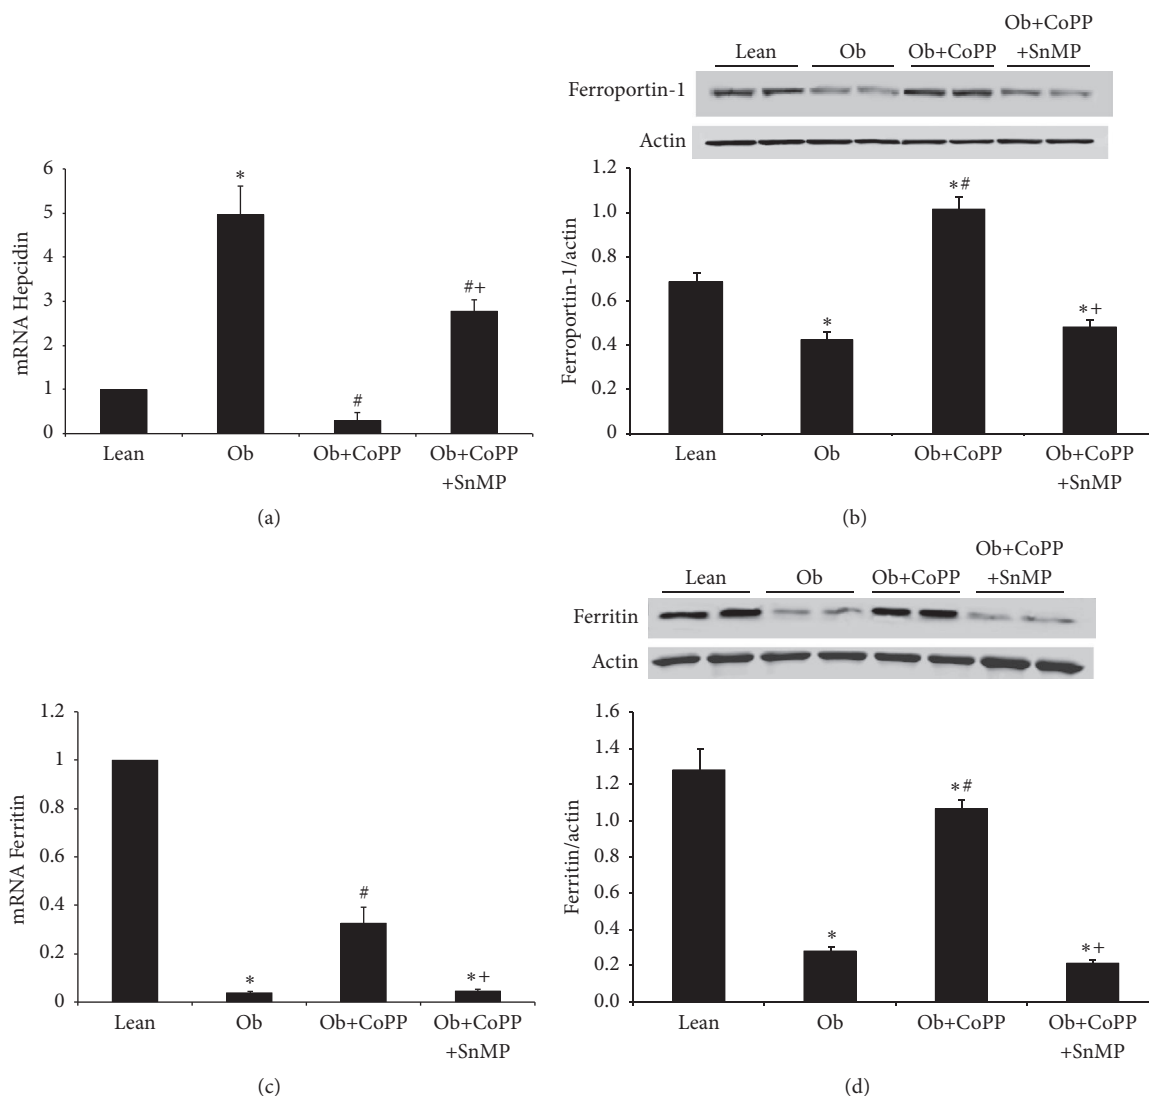 6
5
4
3
2
1
0
mRNA Hepcidin
*
#
#+
Lean
Ob
Ob+CoPP
Ob+CoPP
+SnMP
(a)
Lean
Ob
Ob+CoPP
Ob+CoPP
+SnMP
Ferroportin-1
Actin
1.2
1.0
0.8
0.6
0.4
0.2
0
Ferroportin-1/actin
*
*#
*+
Lean
Ob
Ob+CoPP
Ob+CoPP
+SnMP
(b)
1.2
1
0.8
0.6
0.4
0.2
0
mRNA Ferritin
*
#
*+
Lean
Ob
Ob+CoPP
Ob+CoPP
+SnMP
(c)
Lean
Ob
Ob+CoPP
Ob+CoPP
+SnMP
Ferritin
Actin
1.6
1.4
1.2
1.0
0.8
0.6
0.4
0.2
0.0
Ferritin/actin
*
*#
*+
Lean
Ob
Ob+CoPP
Ob+CoPP
+SnMP
(d)